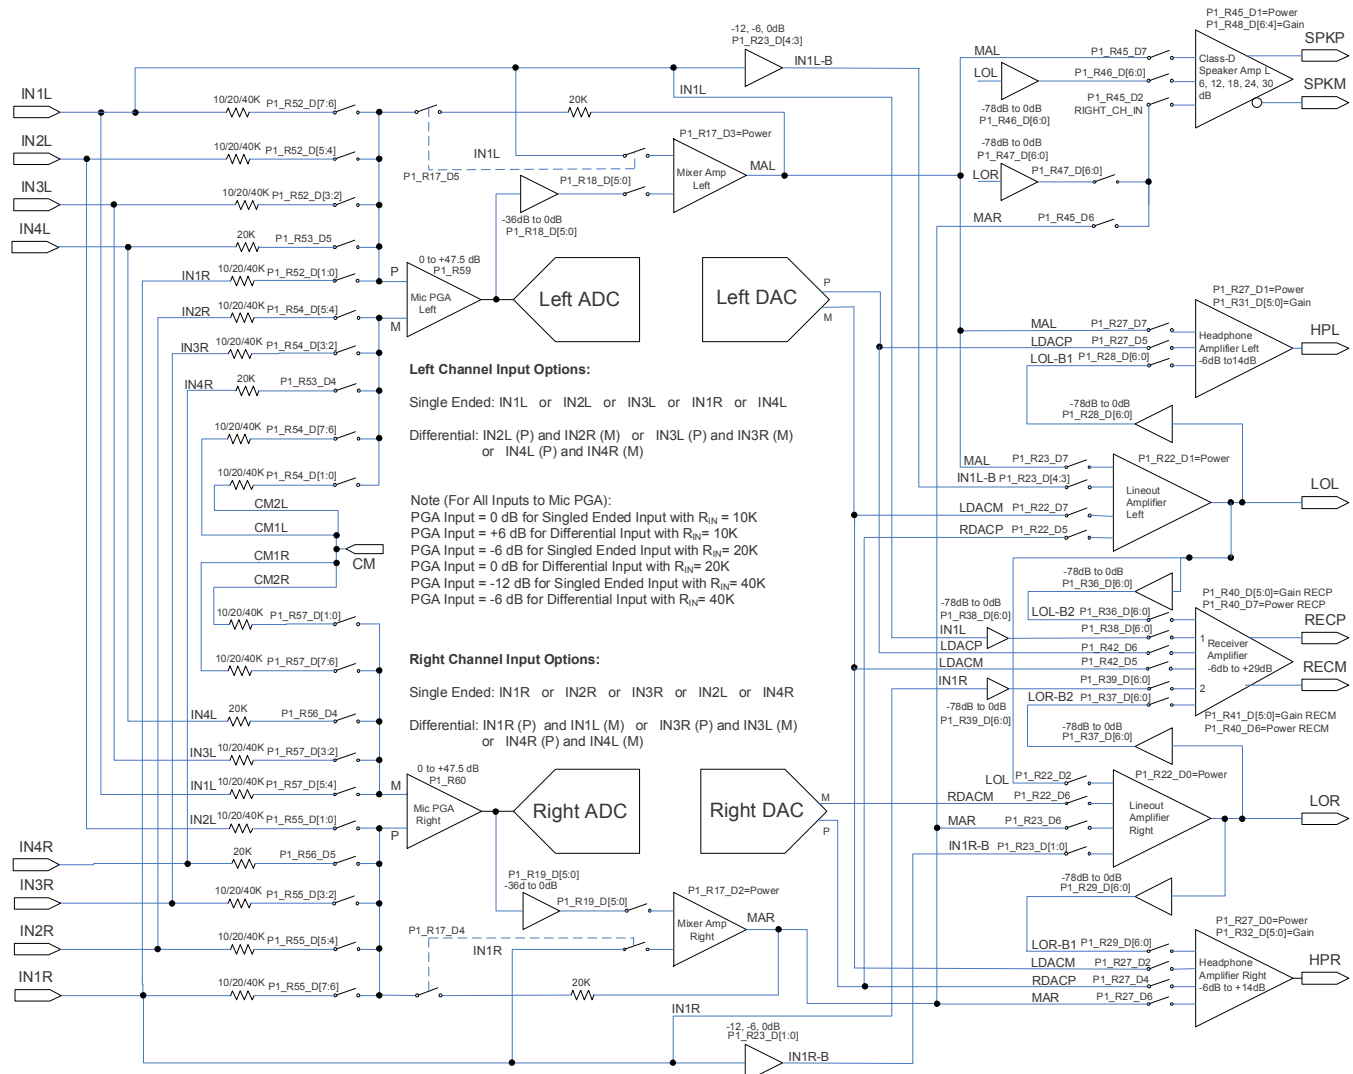 IN1L
IN2L
IN3L
IN4L
10/20/40K P1_R52_D[7:6]
10/20/40K P1_R52_D[5:4]
10/20/40K P1_R52_D[3:2]
20K P1_R53_D5
IN1R 10/20/40K P1_R52_D[1:0]
IN2R 10/20/40K P1_R54_D[5:4]
IN3R 10/20/40K P1_R54_D[3:2]
IN4R 20K P1_R53_D4
10/20/40K P1_R54_D[7:6]
10/20/40K P1_R54_D[1:0]
CM2L
CM1L
CM
CM1R
CM2R
10/20/40K P1_R57_D[1:0]
10/20/40K P1_R57_D[7:6]
IN4L 20K P1_R56_D4
IN3L 10/20/40K P1_R57_D[3:2]
IN1L 10/20/40K P1_R57_D[5:4]
IN2L 10/20/40K P1_R55_D[1:0]
20K P1_R56_D5
10/20/40K P1_R55_D[3:2]
10/20/40K P1_R55_D[5:4]
10/20/40K P1_R55_D[7:6]
IN4R
IN3R
IN2R
IN1R
-12, -6, 0dB
P1_R23_D[4:3]
IN1L-B
IN1L
20K
P1_R17_D3=Power
IN1L
P1_R17_D5
P1_R18_D[5:0]
-36dB to 0dB
P1_R18_D[5:0]
Mixer Amp
Left
MAL
0 to +47.5 dB
P1_R59
P
Mic PGA
Left
M
Left ADC
Left DAC
P
M
Left Channel Input Options:
Single Ended: IN1L or IN2L or IN3L or IN1R or IN4L
Differential: IN2L (P) and IN2R (M) or IN3L (P) and IN3R (M)
or IN4L (P) and IN4R (M)
Note (For All Inputs to Mic PGA):
PGA Input = 0 dB for Singled Ended Input with RIN = 10K
PGA Input = +6 dB for Differential Input with RIN = 10K
PGA Input = -6 dB for Singled Ended Input with RIN= 20K
PGA Input = 0 dB for Differential Input with RIN= 20K
PGA Input = -12 dB for Singled Ended Input with RIN= 40K
PGA Input = -6 dB for Differential Input with RIN= 40K
Right Channel Input Options:
Single Ended: IN1R or IN2R or IN3R or IN2L or IN4R
Differential: IN1R (P) and IN1L (M) or IN3R (P) and IN3L (M)
or IN4R (P) and IN4L (M)
0 to +47.5 dB
P1_R60
M
Mic PGA
Right
P
Right ADC
Right DAC
M
P
P1_R19_D[5:0]
-36d to 0dB
P1_R19_D[5:0]
P1_R17_D2=Power
Mixer Amp
Right
MAR
P1_R17_D4
IN1R
20K
IN1R
-12, -6, 0dB
P1_R23_D[1:0]
IN1R-B
P1_R45_D1=Power
P1_R48_D[6:4]=Gain
MAL P1_R45_D7
LOL P1_R46_D[6:0]
-78dB to 0dB
P1_R46_D[6:0]
P1_R45_D2
RIGHT_CH_IN
Class-D
Speaker Amp L
6, 12, 18, 24, 30
dB
SPKP
SPKM
-78dB to 0dB
P1_R47_D[6:0]
LOR P1_R47_D[6:0]
MAR P1_R45_D6
P1_R27_D1=Power
P1_R31_D[5:0]=Gain
MAL P1_R27_D7
LDACP P1_R27_D5
LOL-B1 P1_R28_D[6:0]
Headphone
Amplifier Left
-6dB to14dB
HPL
-78dB to 0dB
P1_R28_D[6:0]
MAL P1_R23_D7
IN1L-B P1_R23_D[4:3]
LDACM P1_R22_D7
RDACP P1_R22_D5
P1_R22_D1=Power
Lineout
Amplifier
Left
LOL
-78dB to 0dB
P1_R36_D[6:0]
LOL-B2 P1_R36_D[6:0]
-78dB to 0dB
P1_R38_D[6:0]
IN1L P1_R38_D[6:0]
LDACP P1_R42_D6
LDACM P1_R42_D5
IN1R P1_R39_D[6:0]
-78dB to 0dB
P1_R39_D[6:0]
LOR-B2 P1_R37_D[6:0]
P1_R40_D[5:0]=Gain RECP
P1_R40_D7=Power RECP
1
Receiver
Amplifier
-6db to +29dB
2
RECP
RECM
P1_R41_D[5:0]=Gain RECM
P1_R40_D6=Power RECM
-78dB to 0dB
P1_R37_D[6:0]
LOL P1_R22_D2
RDACM P1_R22_D6
MAR P1_R23_D6
IN1R-B P1_R23_D[1:0]
P1_R22_D0=Power
Lineout
Amplifier
Right
LOR
-78dB to 0dB
P1_R29_D[6:0]
P1_R27_D0=Power
P1_R32_D[5:0]=Gain
LOR-B1 P1_R29_D[6:0]
LDACM P1_R27_D2
RDACP P1_R27_D4
MAR P1_R27_D6
Headphone
Amplifier Right
-6dB to +14dB
HPR